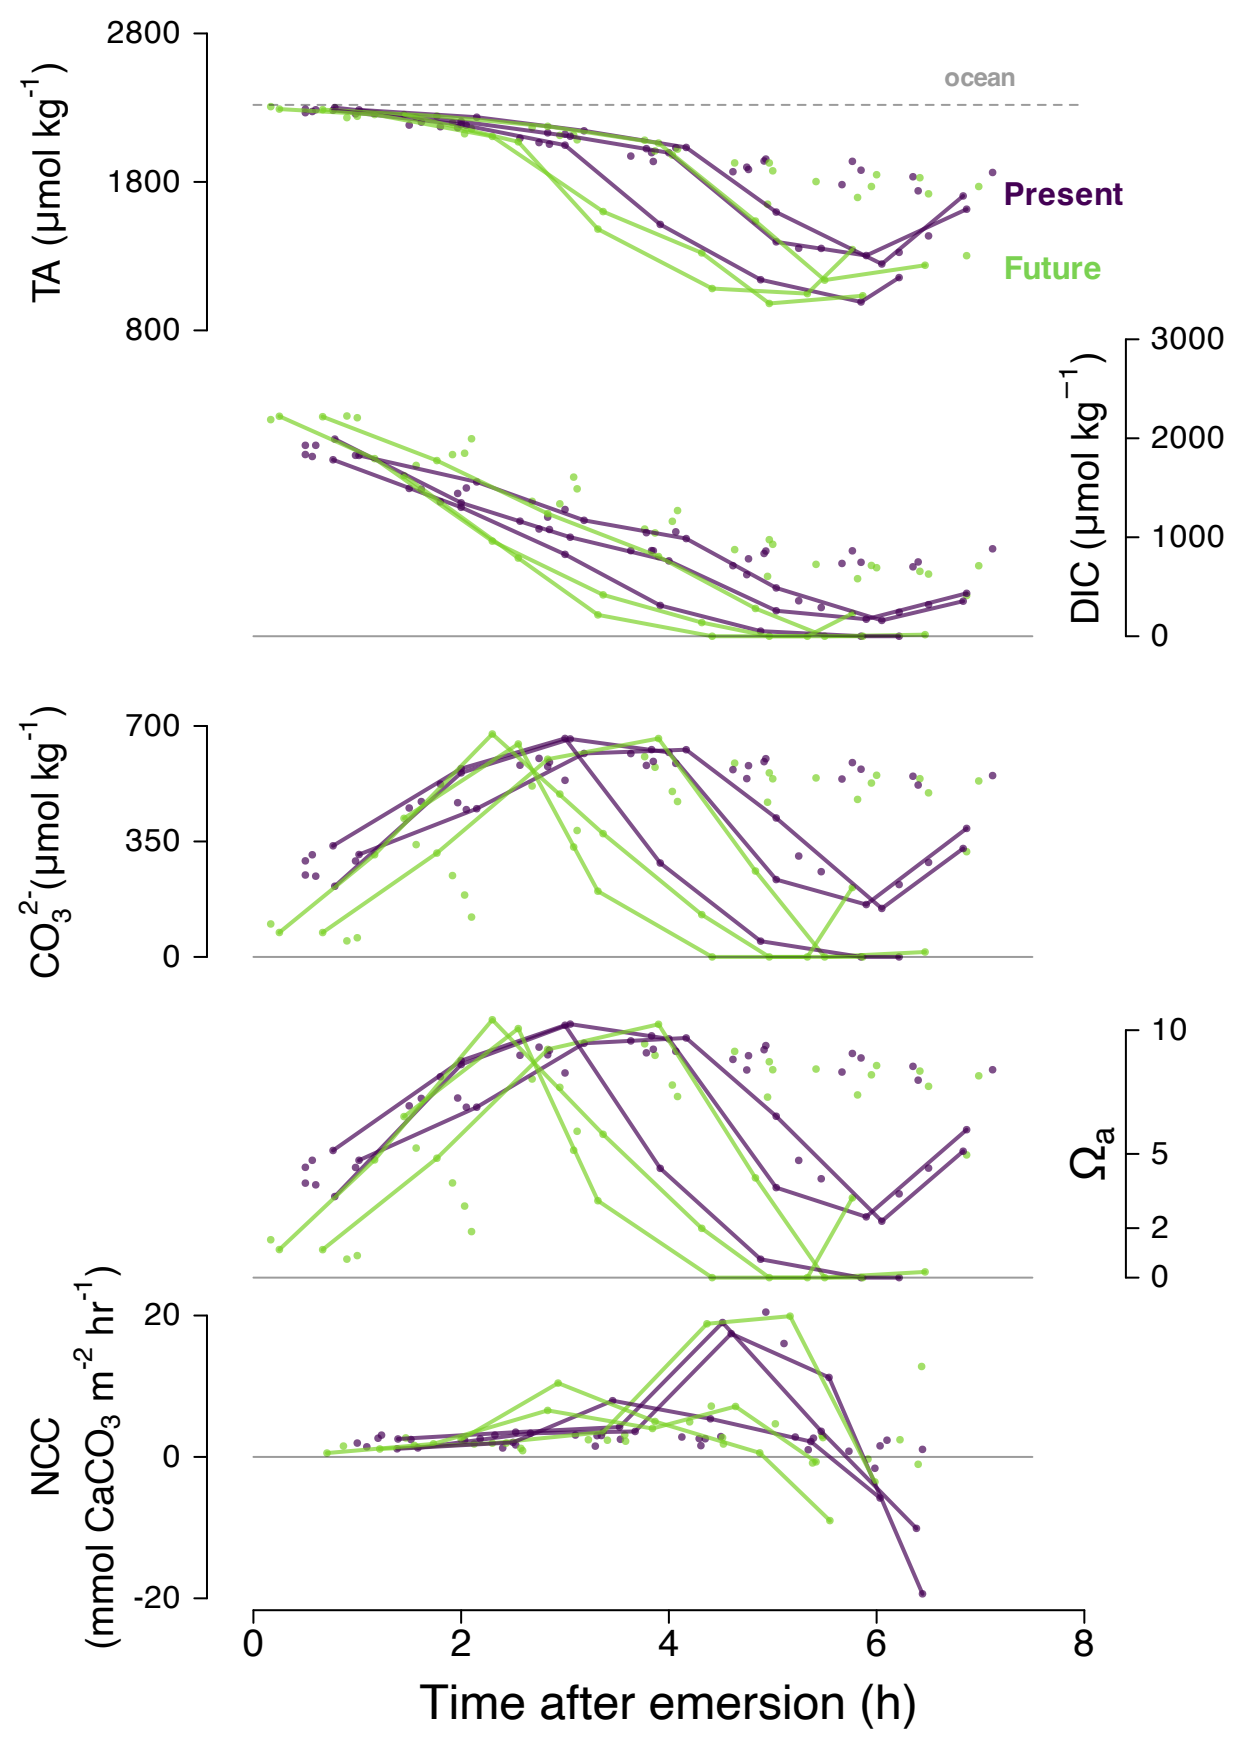 2800
1800
800
TA (μmol kg⁻¹)
ocean
Present
Future
3000
2000
1000
0
DIC (μmol kg⁻¹)
700
350
0
CO₃²⁻(μmol kg⁻¹)
10
5
2
0
Ωₐ
20
0
-20
NCC
(mmol CaCO₃ m⁻² hr⁻¹)
0 2 4 6 8
Time after emersion (h)